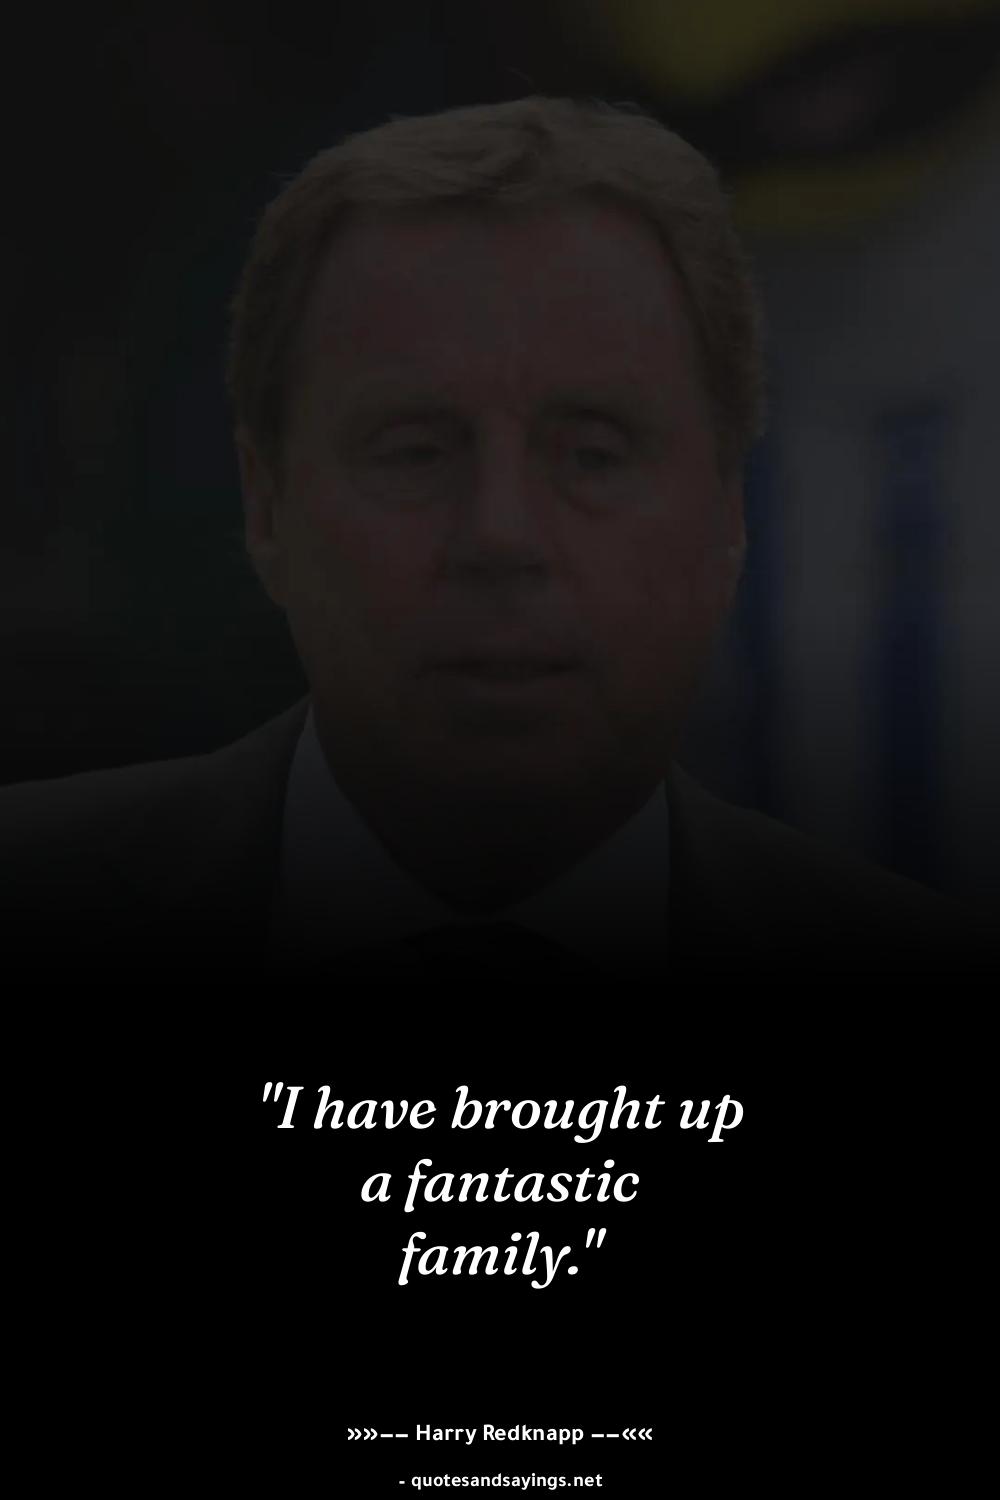 "I have brought up
a fantastic
family."
»»−− Harry Redknapp −−««
- quotesandsayings.net